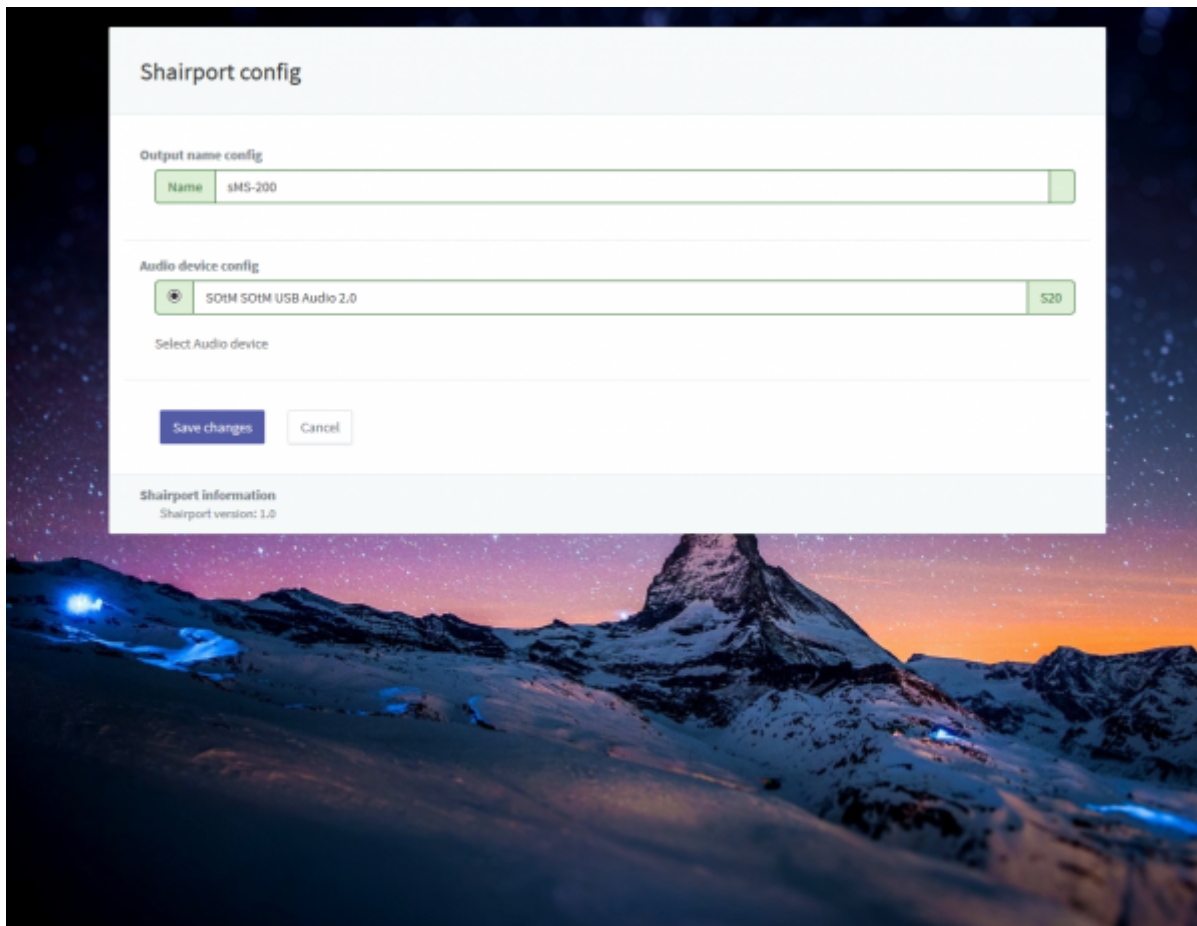 Shairport config
Output name config
Name sMS-200
Audio device config
SOtM SOtM USB Audio 2.0 S20
Select Audio device
Save changes Cancel
Shairport information
Shairport version: 1.0